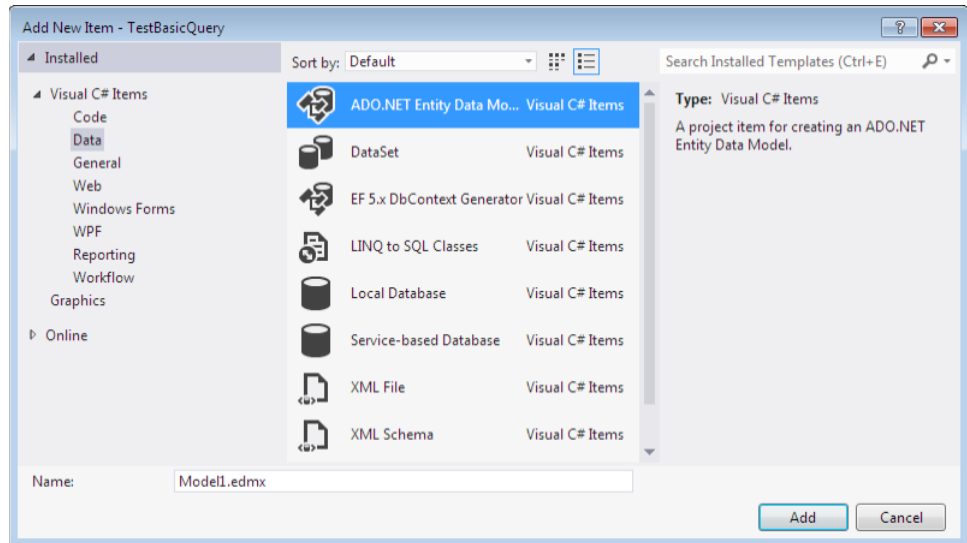 Add New Item - TestBasicQuery
Installed
Visual C# Items
Code
Data
General
Web
Windows Forms
WPF
Reporting
Workflow
Graphics
Online
Sort by: Default
ADO.NET Entity Data Mo... Visual C# Items
DataSet Visual C# Items
EF 5.x DbContext Generator Visual C# Items
LINQ to SQL Classes Visual C# Items
Local Database Visual C# Items
Service-based Database Visual C# Items
XML File Visual C# Items
XML Schema Visual C# Items
Search Installed Templates (Ctrl+E)
Type: Visual C# Items
A project item for creating an ADO.NET
Entity Data Model.
Name: Model1.edmx
Add Cancel